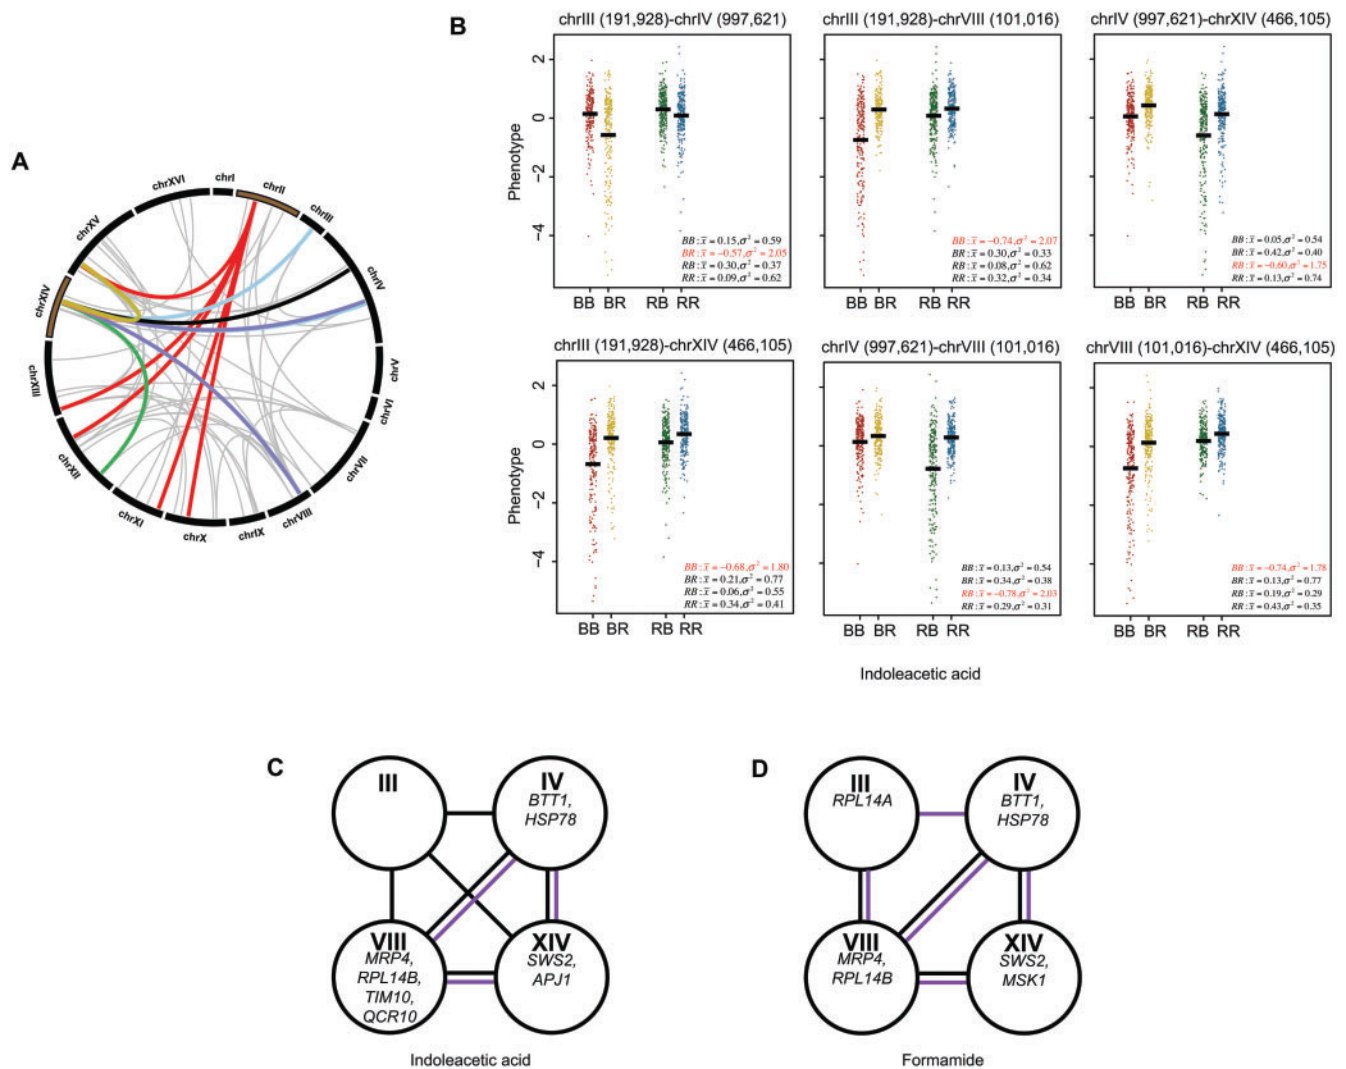 A
chrI
chrII
chrIII
chrIV
chrV
chrVI
chrVII
chrVIII
chrIX
chrX
chrXI
chrXII
chrXIII
chrXIV
chrXV
chrXVI
B
chrIII (191,928)-chrIV (997,621)
Phenotype
2
0
−2
−4
BB : x̅ = 0.15,σ² = 0.59
BR : x̅ = −0.57,σ² = 2.05
RB : x̅ = 0.30,σ² = 0.37
RR : x̅ = 0.09,σ² = 0.62
BB BR RB RR
chrIII (191,928)-chrVIII (101,016)
BB : x̅ = −0.74,σ² = 2.07
BR : x̅ = 0.30,σ² = 0.33
RB : x̅ = 0.08,σ² = 0.62
RR : x̅ = 0.32,σ² = 0.34
BB BR RB RR
chrIV (997,621)-chrXIV (466,105)
BB : x̅ = 0.05,σ² = 0.54
BR : x̅ = 0.42,σ² = 0.40
RB : x̅ = −0.60,σ² = 1.75
RR : x̅ = 0.13,σ² = 0.74
BB BR RB RR
chrIII (191,928)-chrXIV (466,105)
Phenotype
2
0
−2
−4
BB : x̅ = −0.68,σ² = 1.80
BR : x̅ = 0.21,σ² = 0.77
RB : x̅ = 0.06,σ² = 0.55
RR : x̅ = 0.34,σ² = 0.41
BB BR RB RR
chrIV (997,621)-chrVIII (101,016)
BB : x̅ = 0.13,σ² = 0.54
BR : x̅ = 0.34,σ² = 0.38
RB : x̅ = −0.78,σ² = 2.03
RR : x̅ = 0.29,σ² = 0.31
BB BR RB RR
chrVIII (101,016)-chrXIV (466,105)
BB : x̅ = −0.74,σ² = 1.78
BR : x̅ = 0.13,σ² = 0.77
RB : x̅ = 0.19,σ² = 0.29
RR : x̅ = 0.43,σ² = 0.35
BB BR RB RR
Indoleacetic acid
C
III
IV
BTT1,
HSP78
VIII
MRP4,
RPL14B,
TIM10,
QCR10
XIV
SWS2,
APJ1
Indoleacetic acid
D
III
RPL14A
IV
BTT1,
HSP78
VIII
MRP4,
RPL14B
XIV
SWS2,
MSK1
Formamide